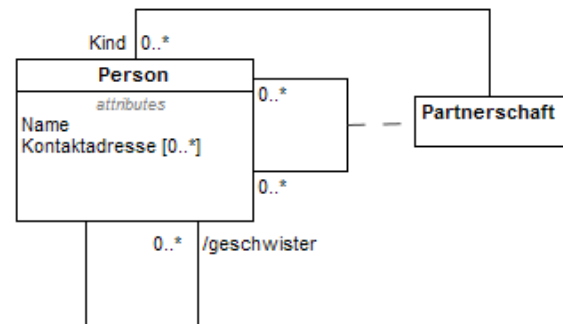 Kind 0..*
Person
attributes
Name
Kontaktadresse [0..*]
0..*
0..*
Partnerschaft
0..* /geschwister